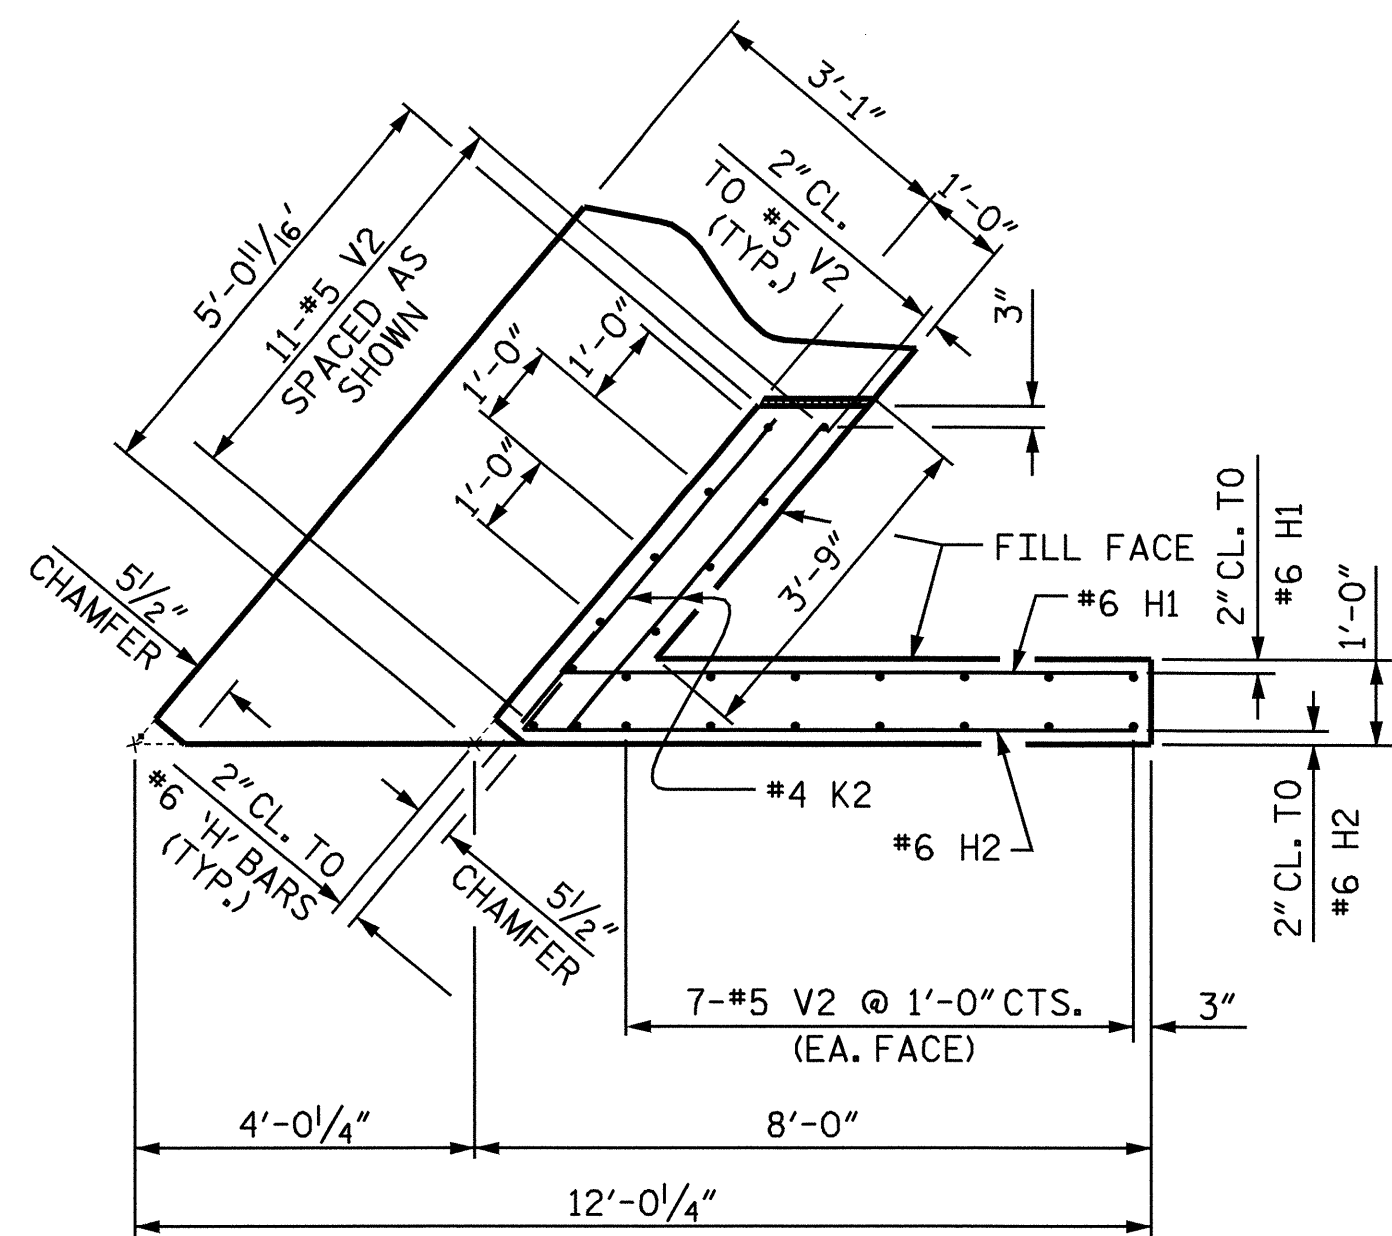 3'-1"
1'-0"
2" CL.
TO #5 V2
(TYP.)
3"
5'-0 11/16'
11-#5 V2
SPACED AS
SHOWN
1'-0"
1'-0"
1'-0"
3'-9"
FILL FACE
#6 H1
2" CL. TO
#6 H1
1'-0"
5 1/2"
CHAMFER
2" CL. TO
#6 'H' BARS
(TYP.)
#4 K2
#6 H2
2" CL. TO
#6 H2
5 1/2"
CHAMFER
7-#5 V2 @ 1'-0" CTS.
(EA. FACE)
3"
4'-0 1/4"
8'-0"
12'-0 1/4"